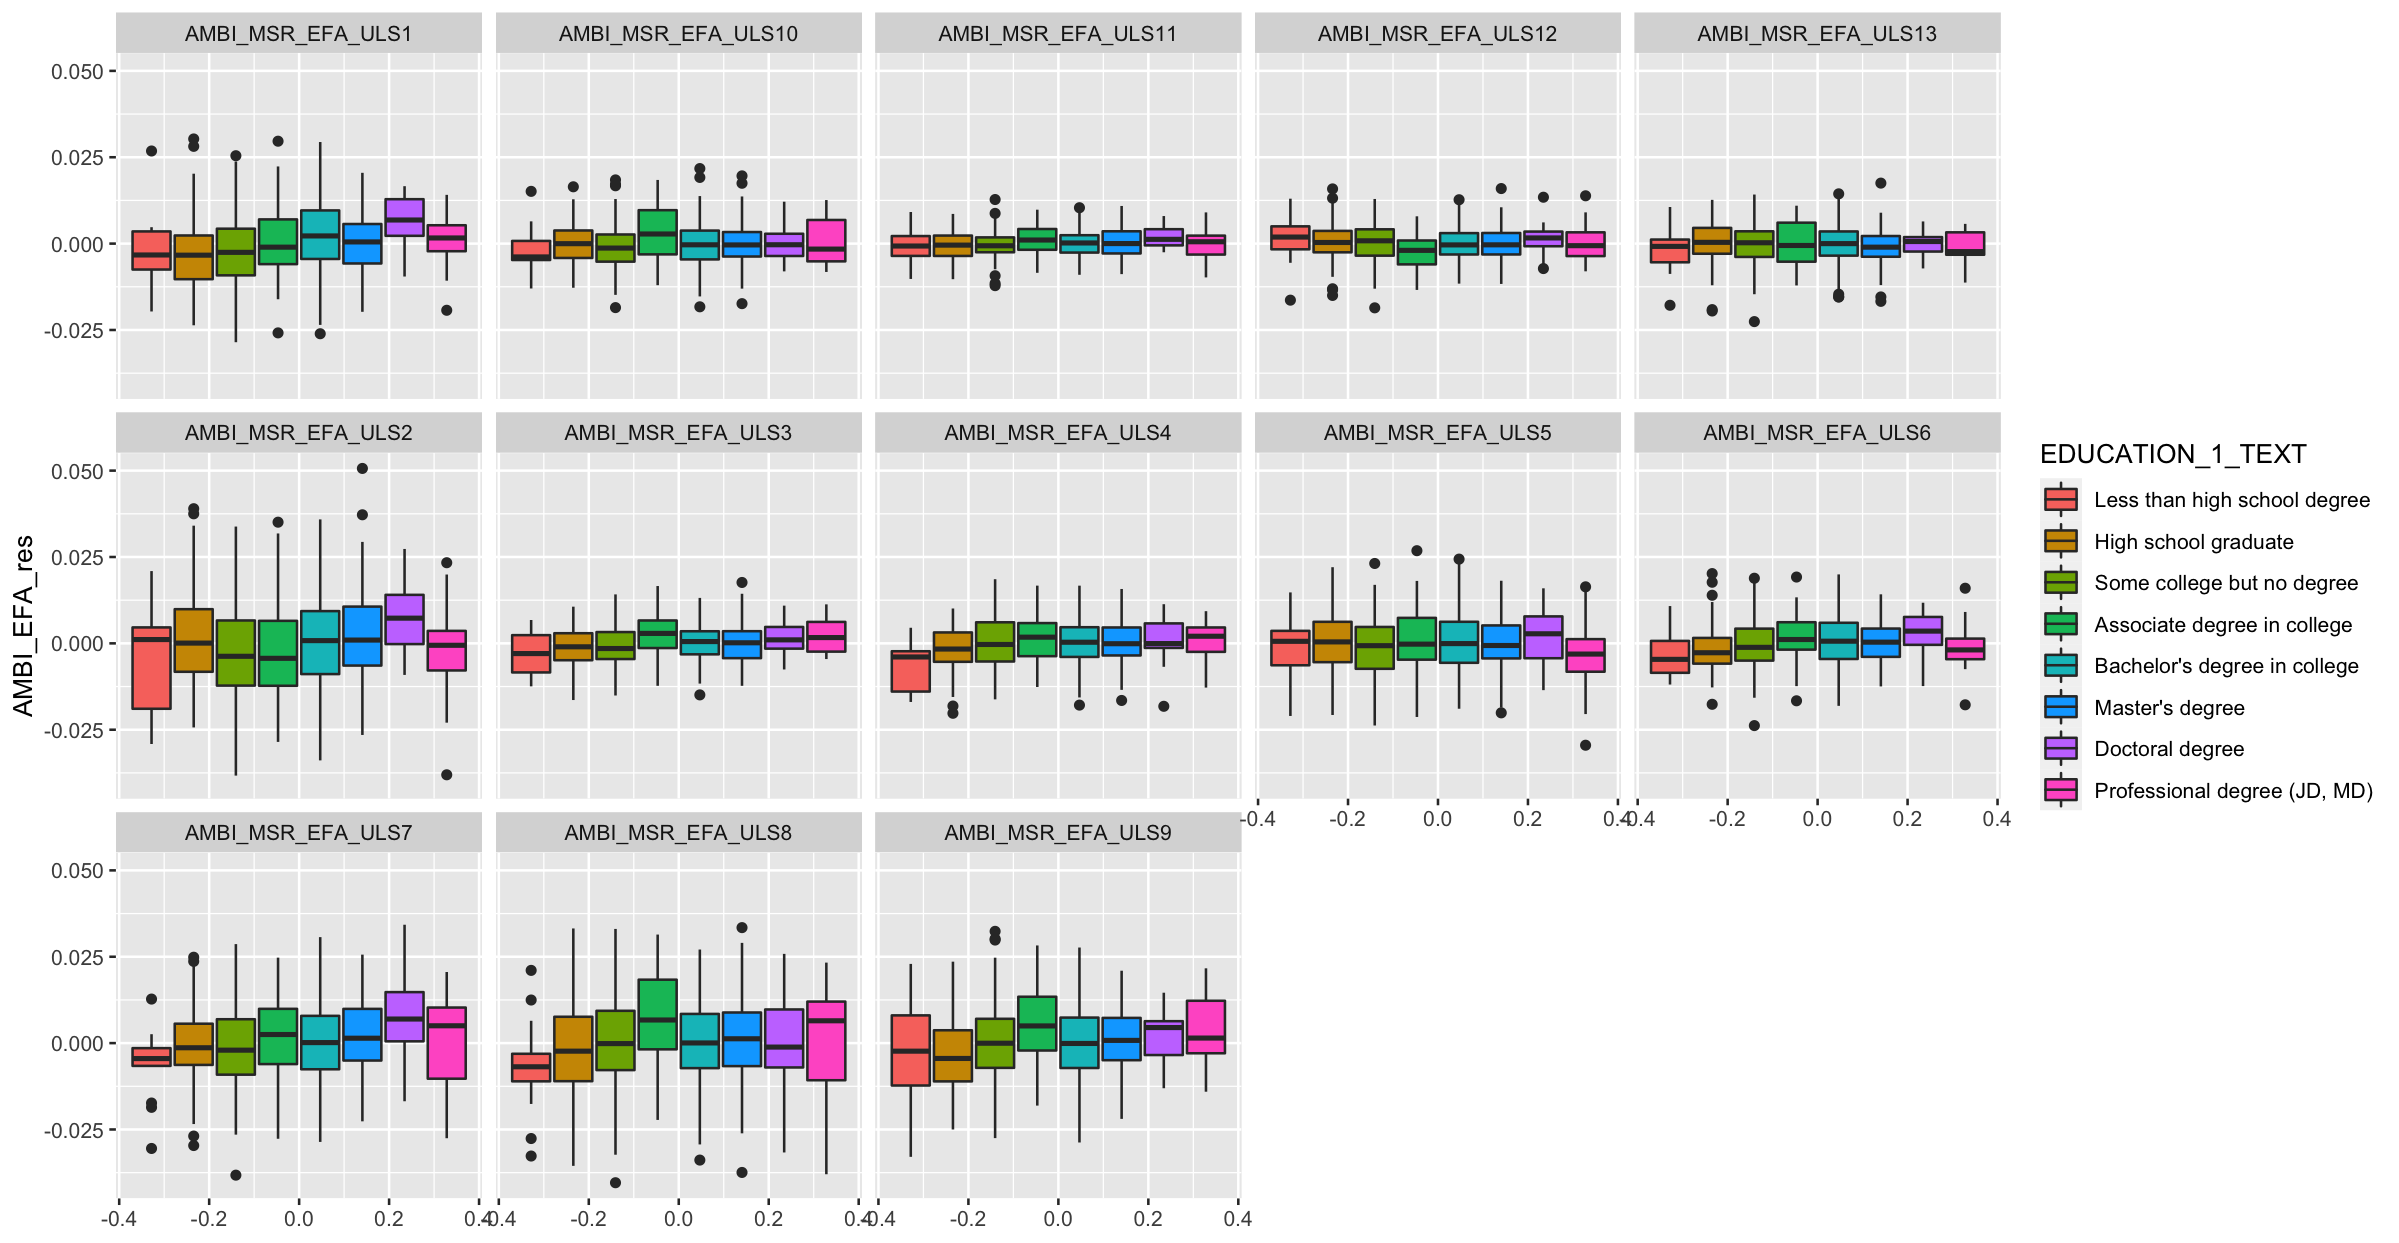 AMBI_MSR_EFA_ULS1 AMBI_MSR_EFA_ULS10 AMBI_MSR_EFA_ULS11 AMBI_MSR_EFA_ULS12 AMBI_MSR_EFA_ULS13
0.050
0.025
0.000
-0.025
AMBI_MSR_EFA_ULS2 AMBI_MSR_EFA_ULS3 AMBI_MSR_EFA_ULS4 AMBI_MSR_EFA_ULS5 AMBI_MSR_EFA_ULS6
0.050
0.025
0.000
-0.025
AMBI_EFA_res
-0.4 -0.2 0.0 0.2 0.4 -0.4 -0.2 0.0 0.2 0.4
AMBI_MSR_EFA_ULS7 AMBI_MSR_EFA_ULS8 AMBI_MSR_EFA_ULS9
0.050
0.025
0.000
-0.025
-0.4 -0.2 0.0 0.2 0.4 -0.4 -0.2 0.0 0.2 0.4 -0.4 -0.2 0.0 0.2 0.4
EDUCATION_1_TEXT
Less than high school degree
High school graduate
Some college but no degree
Associate degree in college
Bachelor's degree in college
Master's degree
Doctoral degree
Professional degree (JD, MD)